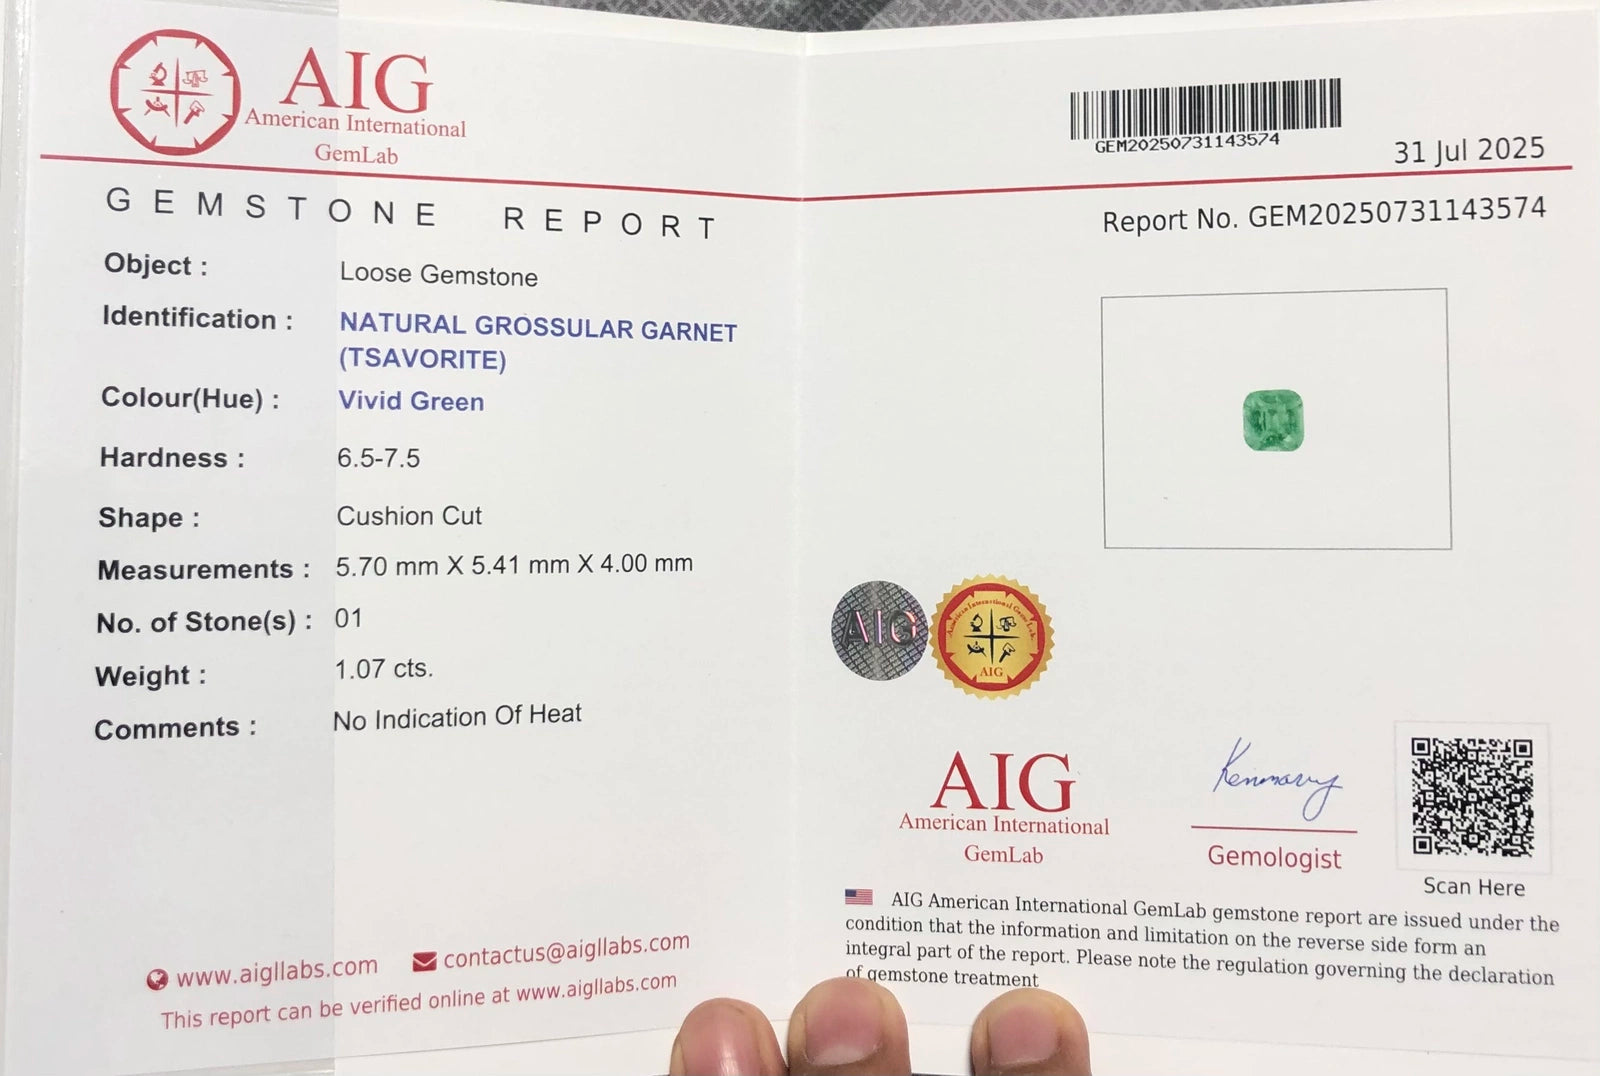 AIG
American International
GemLab
GEMSTONE REPORT
Object : Loose Gemstone
Identification : NATURAL GROSSULAR GARNET
(TSAVORITE)
Colour(Hue) : Vivid Green
Hardness : 6.5-7.5
Shape : Cushion Cut
Measurements : 5.70 mm X 5.41 mm X 4.00 mm
No. of Stone(s) : 01
Weight : 1.07 cts.
Comments : No Indication Of Heat
www.aigllabs.com contactus@aigllabs.com
This report can be verified online at www.aigllabs.com
GEM20250731143574
31 Jul 2025
Report No. GEM20250731143574
AIG
American International Gem Lab.
AIG
AIG
American International
GemLab
Gemologist
Scan Here
AIG American International GemLab gemstone report are issued under the
condition that the information and limitation on the reverse side form an
integral part of the report. Please note the regulation governing the declaration
of gemstone treatment